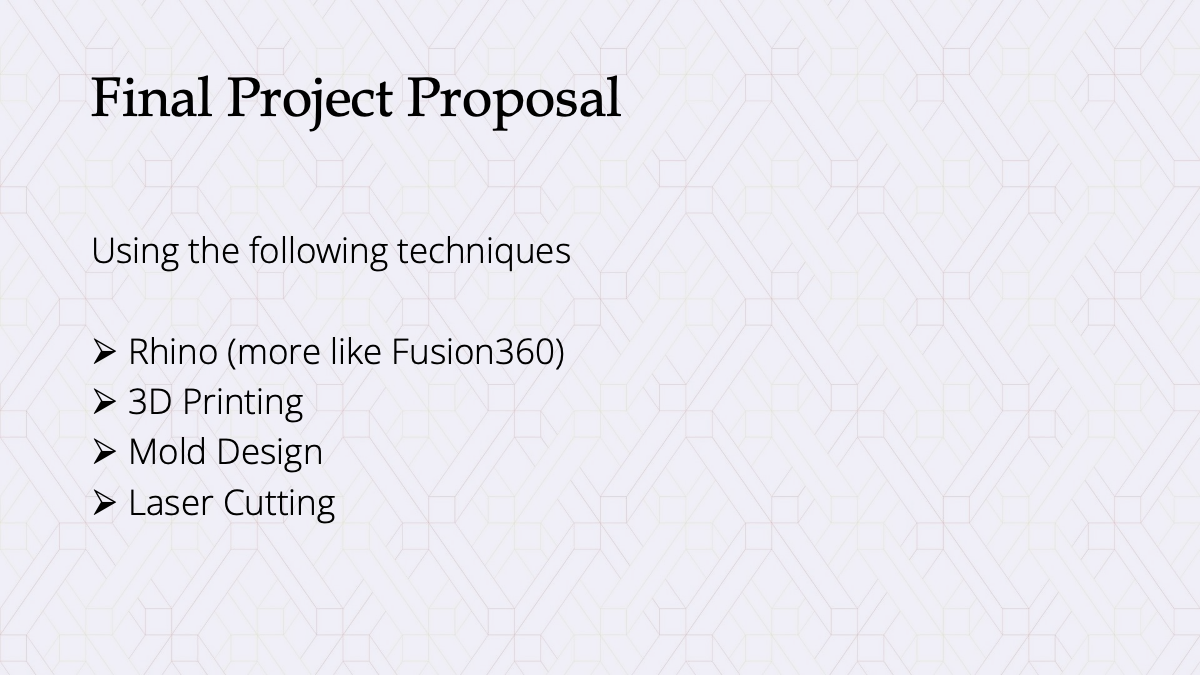 Final Project Proposal
Using the following techniques
➢ Rhino (more like Fusion360)
➢ 3D Printing
➢ Mold Design
➢ Laser Cutting